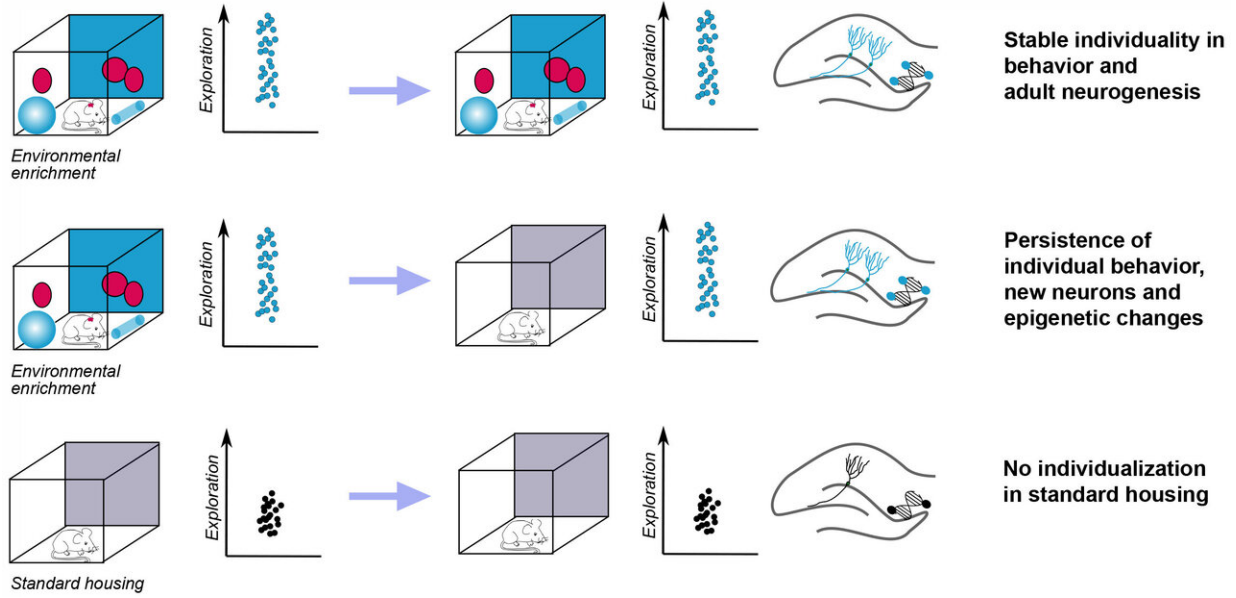 Exploration
Exploration
Stable individuality in
behavior and
adult neurogenesis
Environmental
enrichment
Exploration
Exploration
Persistence of
individual behavior,
new neurons and
epigenetic changes
Environmental
enrichment
Exploration
Exploration
No individualization
in standard housing
Standard housing